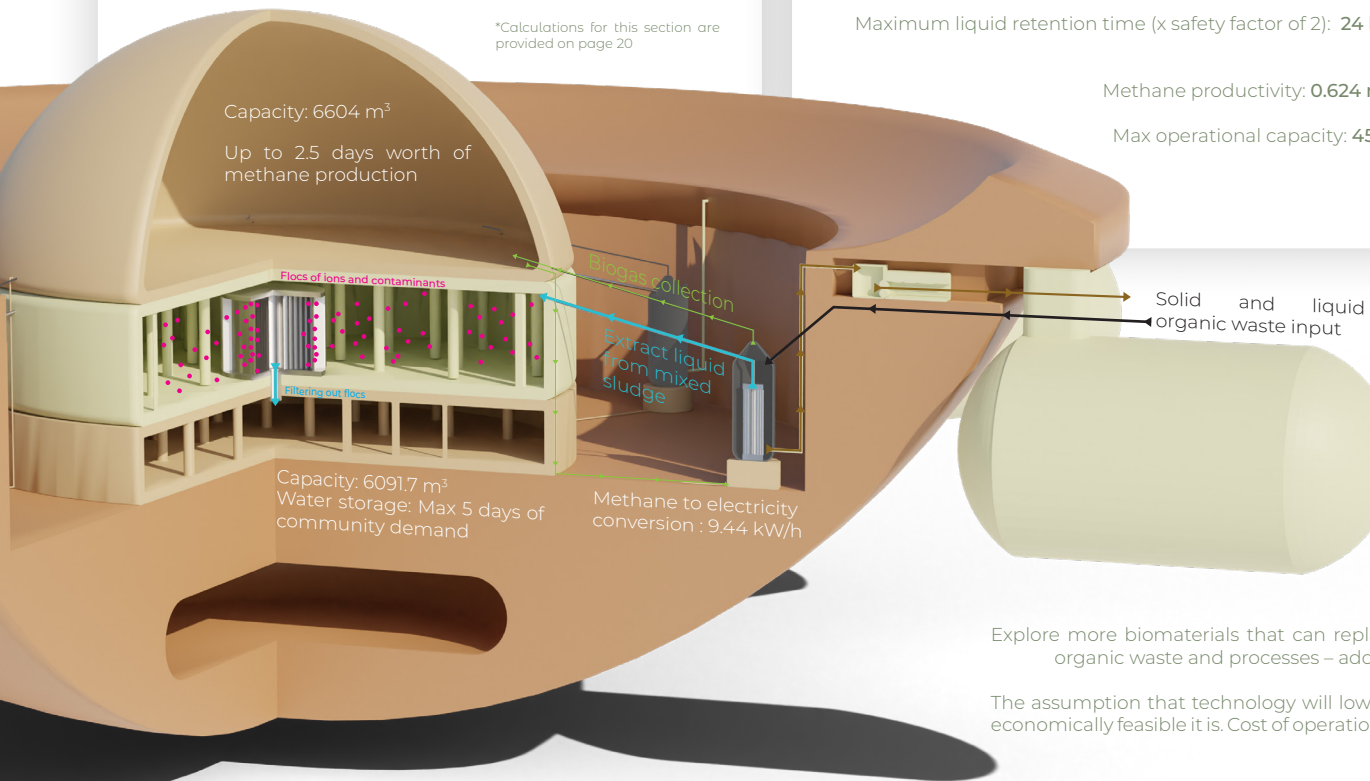 *Calculations for this section are
provided on page 20
Maximum liquid retention time (x safety factor of 2): 24
Methane productivity: 0.624
Max operational capacity: 45
Capacity: 6604 m³
Up to 2.5 days worth of
methane production
Flocs of ions and contaminants
Filtering out flocs
Biogas collection
Extract liquid
from mixed
sludge
Solid and liquid
organic waste input
Capacity: 6091.7 m³
Water storage: Max 5 days of
community demand
Methane to electricity
conversion : 9.44 kW/h
Explore more biomaterials that can repl
organic waste and processes – adc
The assumption that technology will low
economically feasible it is. Cost of operatio